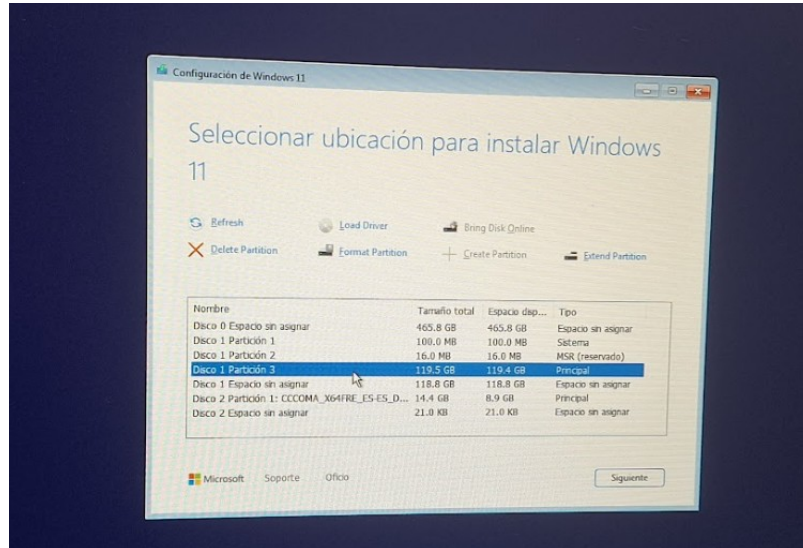 Configuración de Windows 11
Seleccionar ubicación para instalar Windows
11
Refresh Load Driver Bring Disk Online
Delete Partition Format Partition Create Partition Extend Partition
Nombre Tamaño total Espacio disp... Tipo
Disco 0 Espacio sin asignar 465.8 GB 465.8 GB Espacio sin asignar
Disco 1 Partición 1 100.0 MB 100.0 MB Sistema
Disco 1 Partición 2 16.0 MB 16.0 MB MSR (reservado)
Disco 1 Partición 3 119.5 GB 119.4 GB Principal
Disco 1 Espacio sin asignar 118.8 GB 118.8 GB Espacio sin asignar
Disco 2 Partición 1: CCCOMA_X64FRE_ES-ES_D... 14.4 GB 8.9 GB Principal
Disco 2 Espacio sin asignar 21.0 KB 21.0 KB Espacio sin asignar
Microsoft Soporte Oficio Siguiente